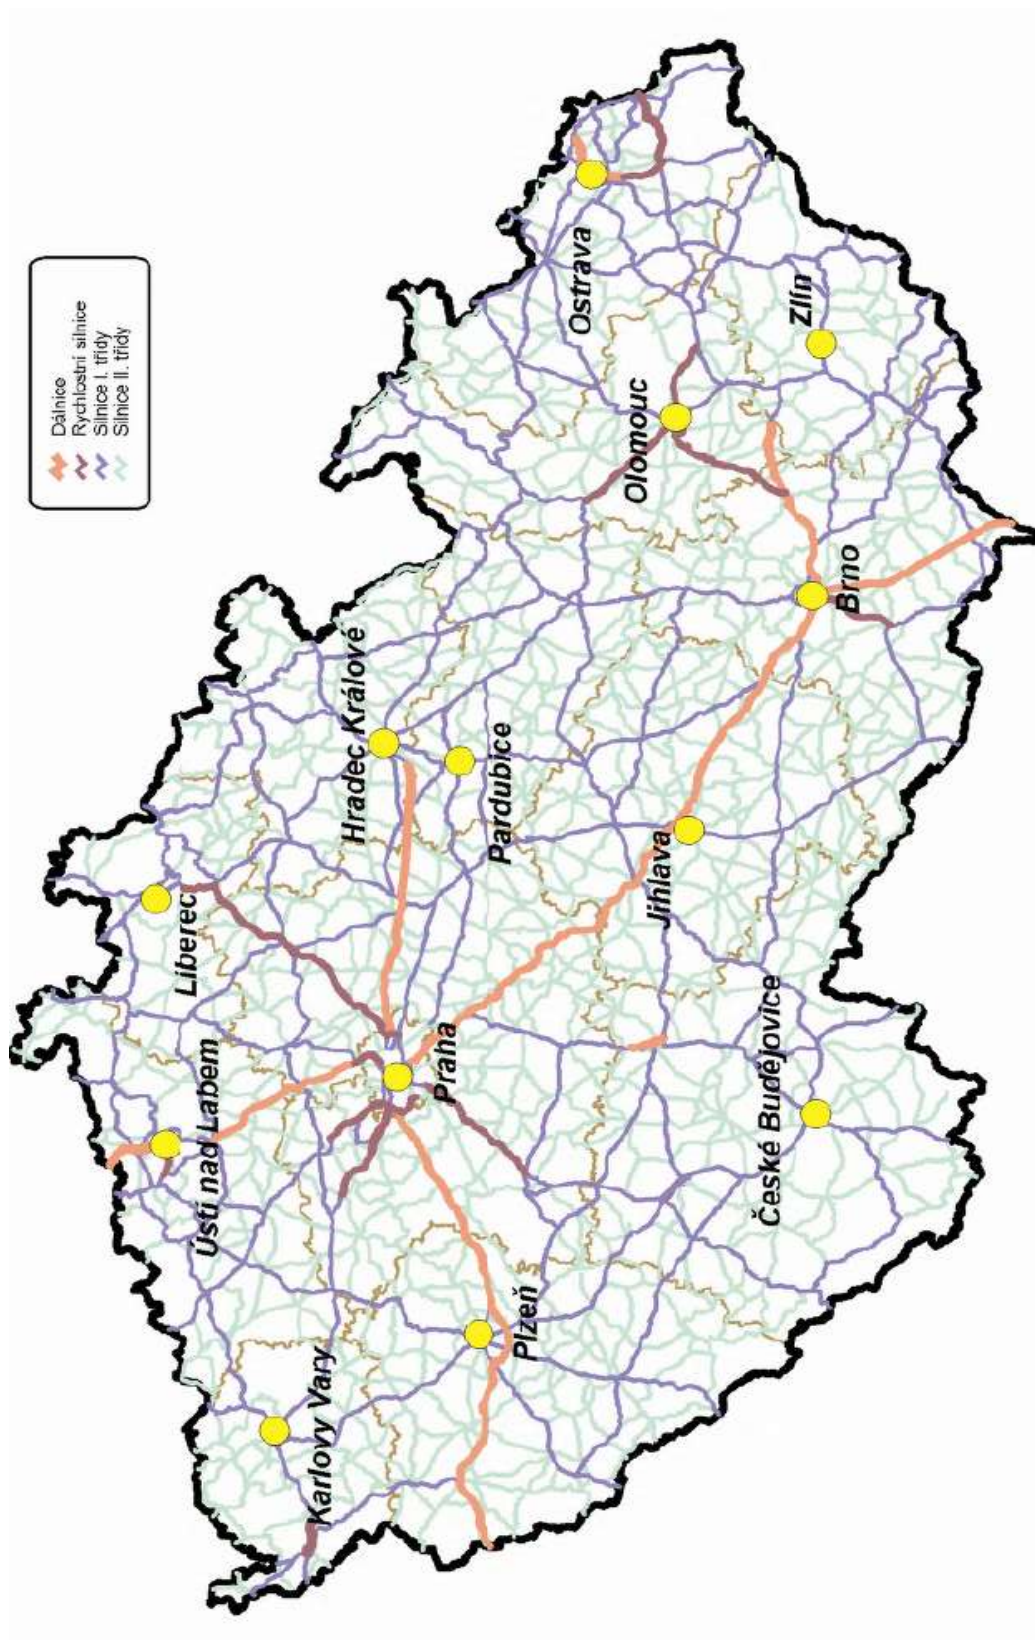 Dálnice
Rychlostní silnice
Silnice I. třídy
Silnice II. třídy
Liberec
Ústí nad Labem
Karlovy Vary
Hradec Králové
Praha
Pardubice
Plzeň
Ostrava
Olomouc
Jihlava
Zlín
České Budějovice
Brno